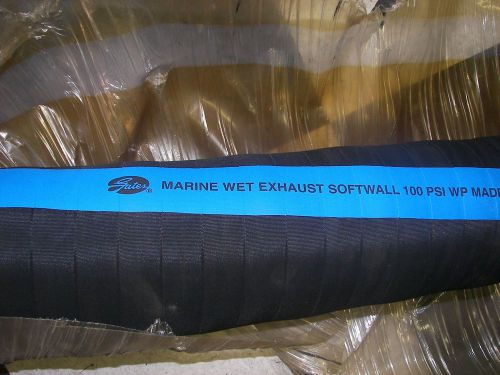 Gates® MARINE WET EXHAUST SOFTWALL 100 PSI WP MADE